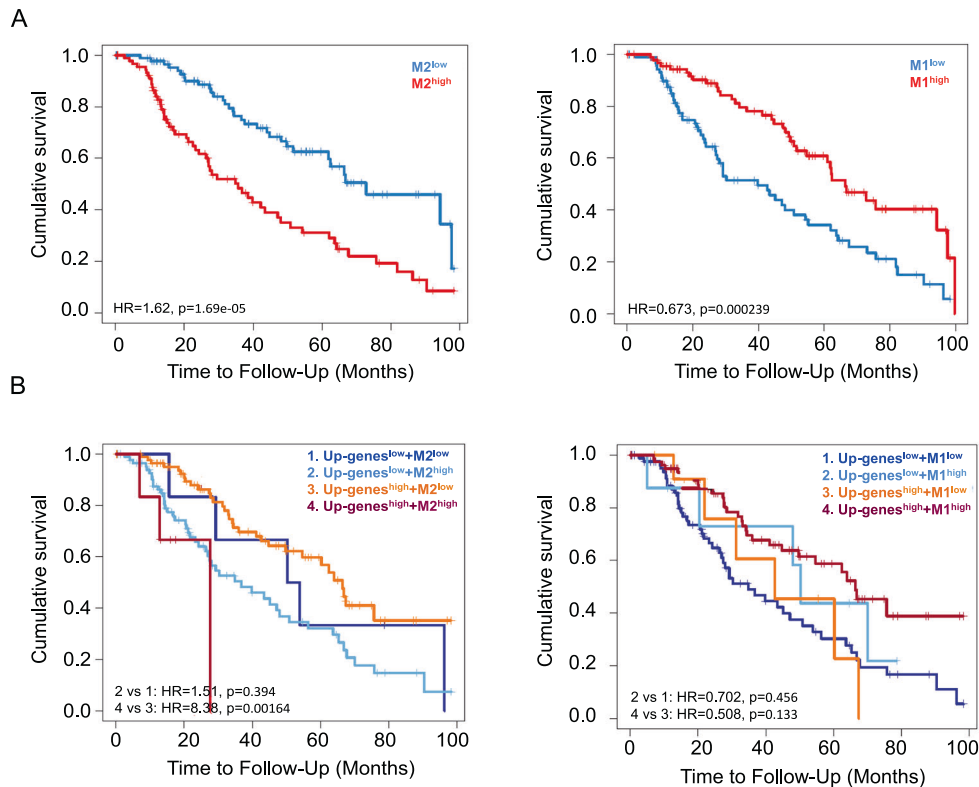 A
1.0
0.8
0.6
0.4
0.2
0.0
Cumulative survival
M2low
M2high
HR=1.62, p=1.69e-05
0 20 40 60 80 100
Time to Follow-Up (Months)
1.0
0.8
0.6
0.4
0.2
0.0
Cumulative survival
M1low
M1high
HR=0.673, p=0.000239
0 20 40 60 80 100
Time to Follow-Up (Months)
B
1.0
0.8
0.6
0.4
0.2
0.0
Cumulative survival
1. Up-geneslow+M2low
2. Up-geneslow+M2high
3. Up-geneshigh+M2low
4. Up-geneshigh+M2high
2 vs 1: HR=1.51, p=0.394
4 vs 3: HR=8.38, p=0.00164
0 20 40 60 80 100
Time to Follow-Up (Months)
1.0
0.8
0.6
0.4
0.2
0.0
Cumulative survival
1. Up-geneslow+M1low
2. Up-geneslow+M1high
3. Up-geneshigh+M1low
4. Up-geneshigh+M1high
2 vs 1: HR=0.702, p=0.456
4 vs 3: HR=0.508, p=0.133
0 20 40 60 80 100
Time to Follow-Up (Months)